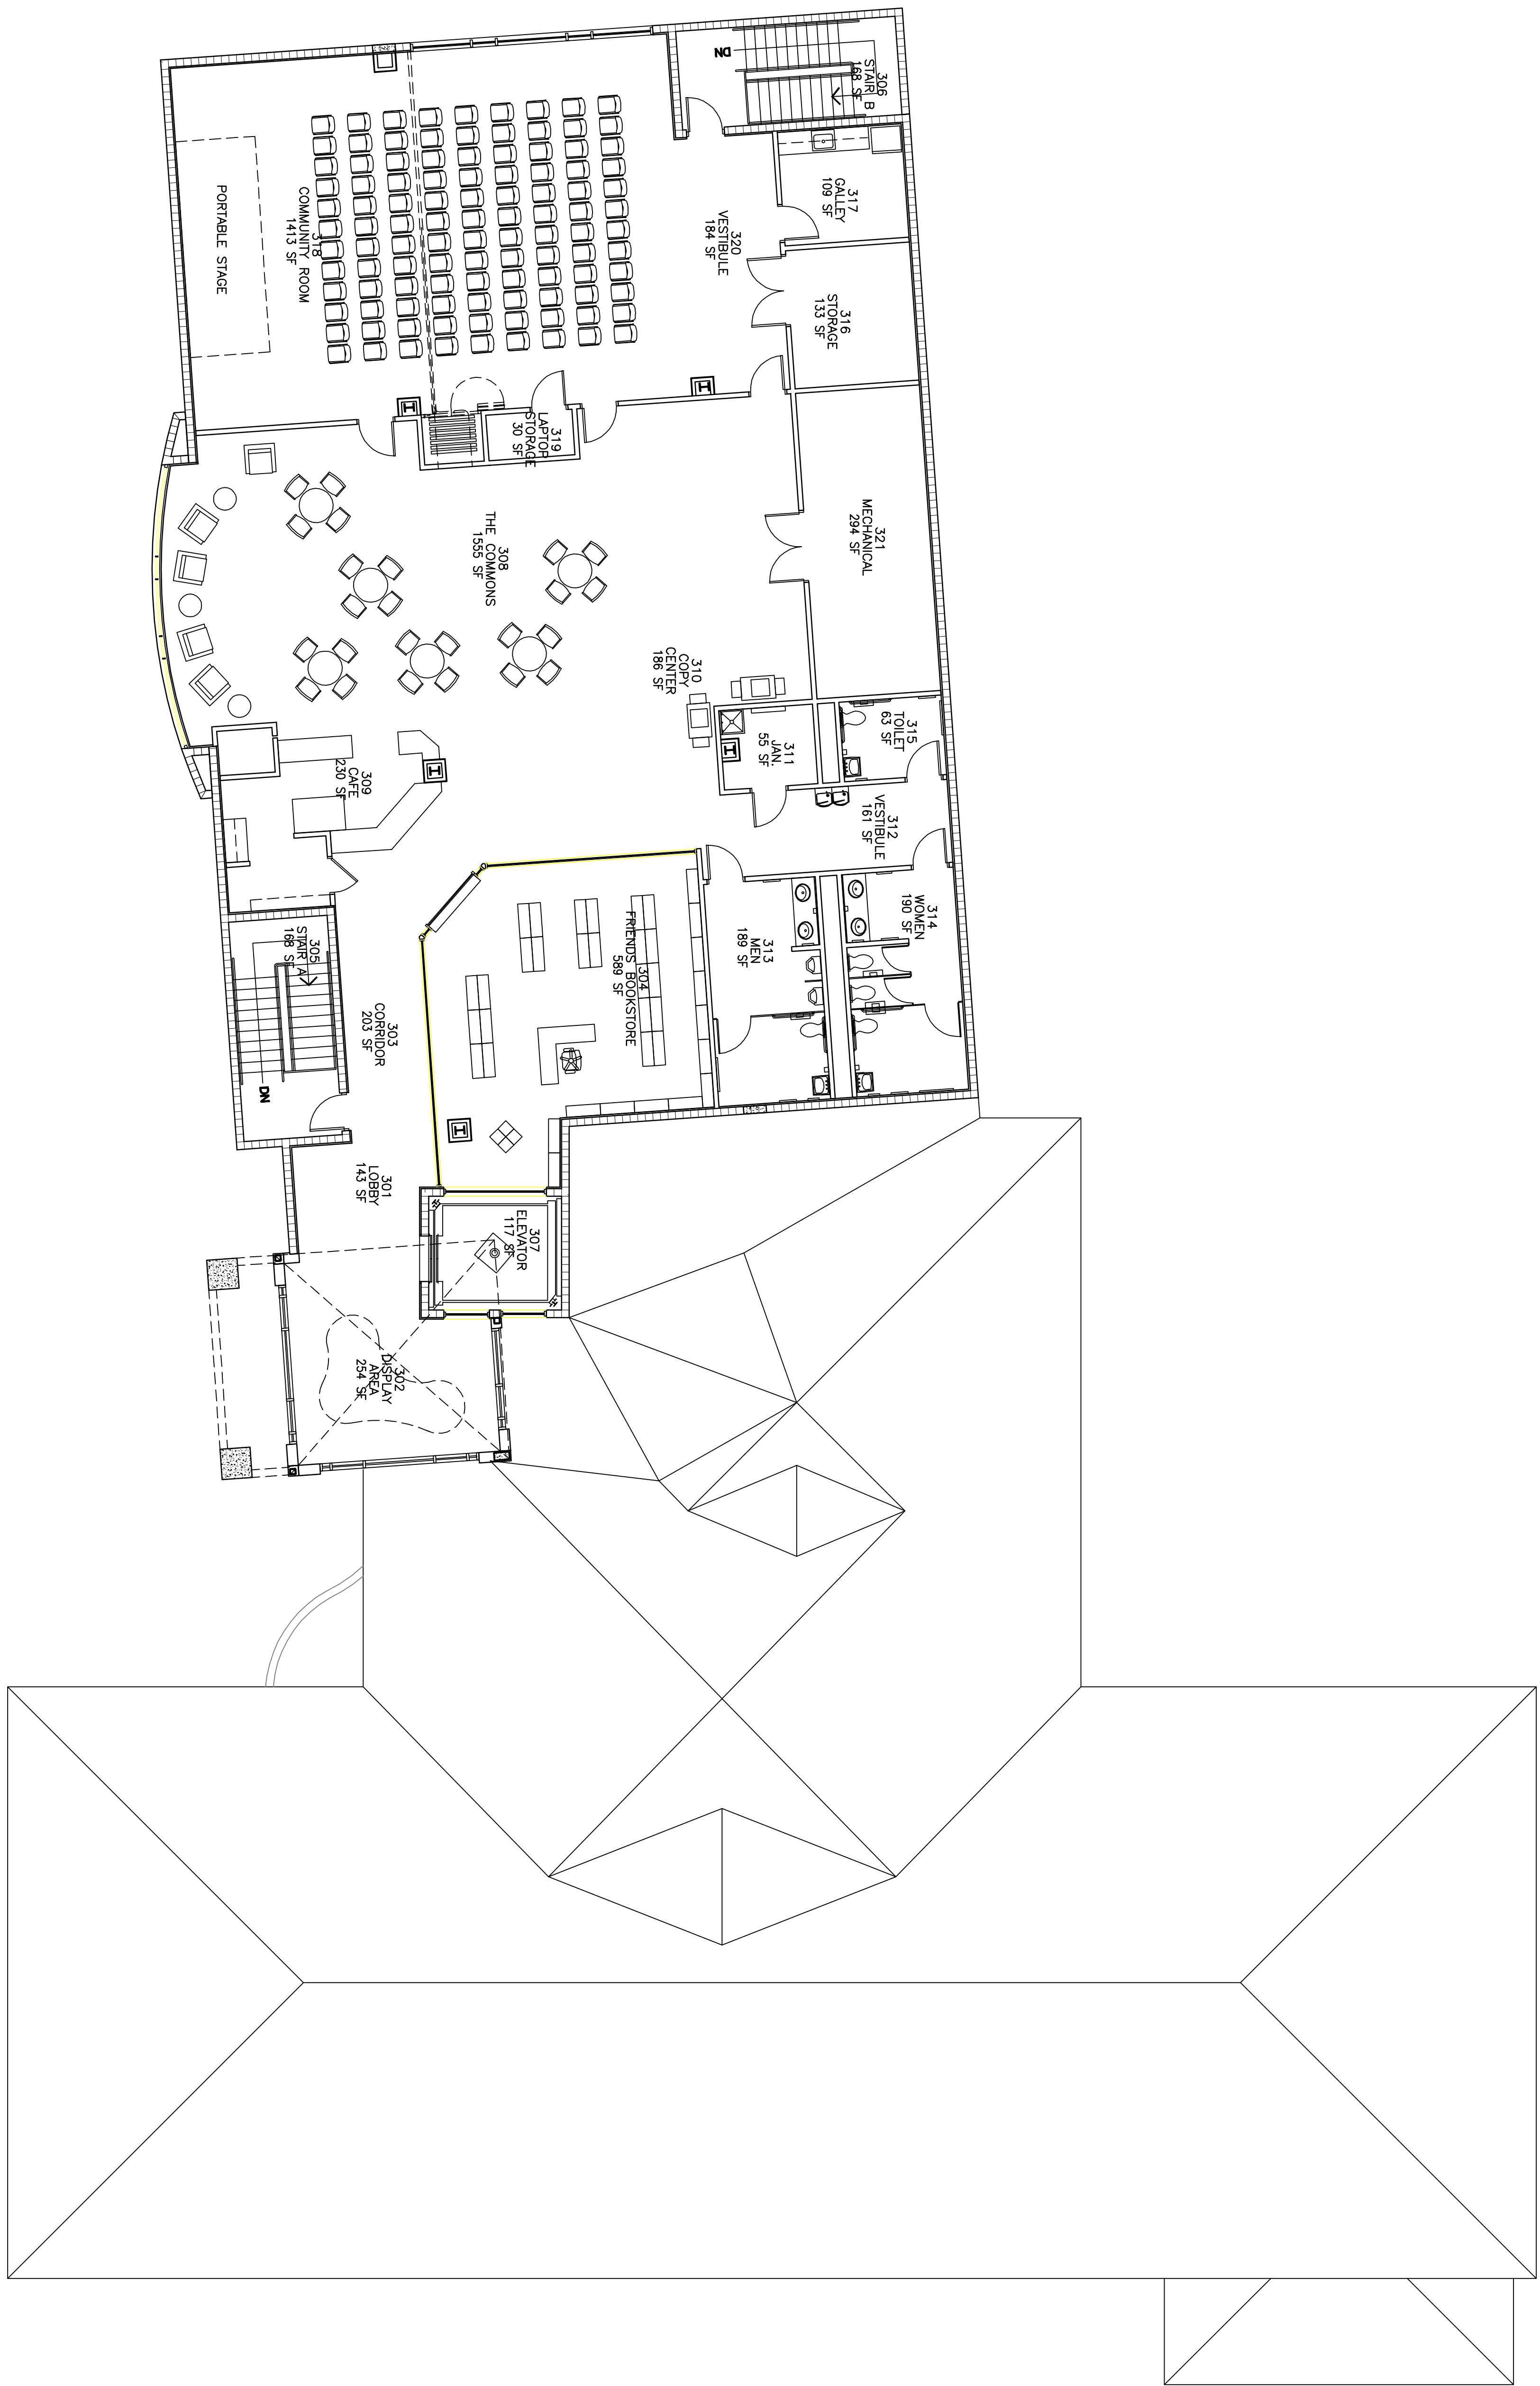 306
STAIR B
168 SF
DN
317
GALLEY
109 SF
320
VESTIBULE
184 SF
316
STORAGE
133 SF
318
COMMUNITY ROOM
1413 SF
PORTABLE STAGE
319
LAPTOP
STORAGE
30 SF
321
MECHANICAL
294 SF
308
THE COMMONS
1555 SF
310
COPY
CENTER
186 SF
315
TOILET
63 SF
311
JAN.
55 SF
309
CAFE
230 SF
312
VESTIBULE
161 SF
314
WOMEN
190 SF
313
MEN
189 SF
304
FRIENDS BOOKSTORE
589 SF
305
STAIR A
168 SF
DN
303
CORRIDOR
203 SF
301
LOBBY
143 SF
307
ELEVATOR
117 SF
302
DISPLAY
AREA
254 SF